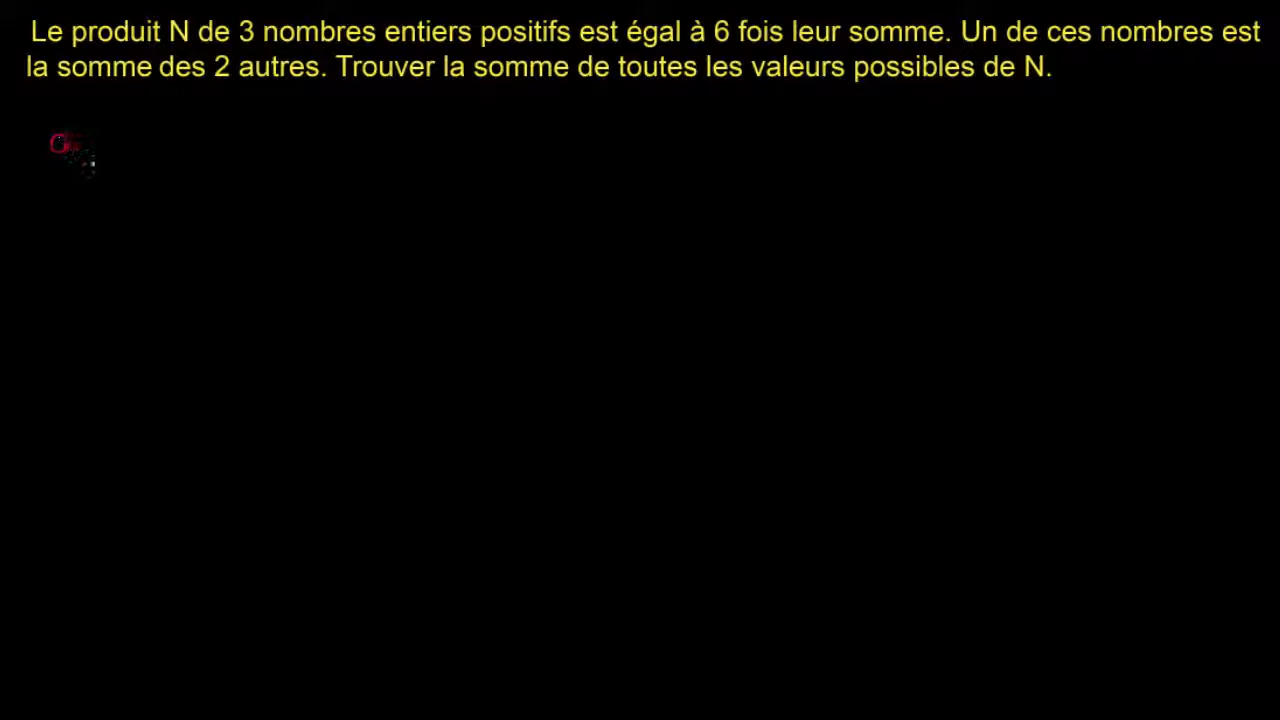 Le produit N de 3 nombres entiers positifs est égal à 6 fois leur somme. Un de ces nombres est
la somme des 2 autres. Trouver la somme de toutes les valeurs possibles de N.